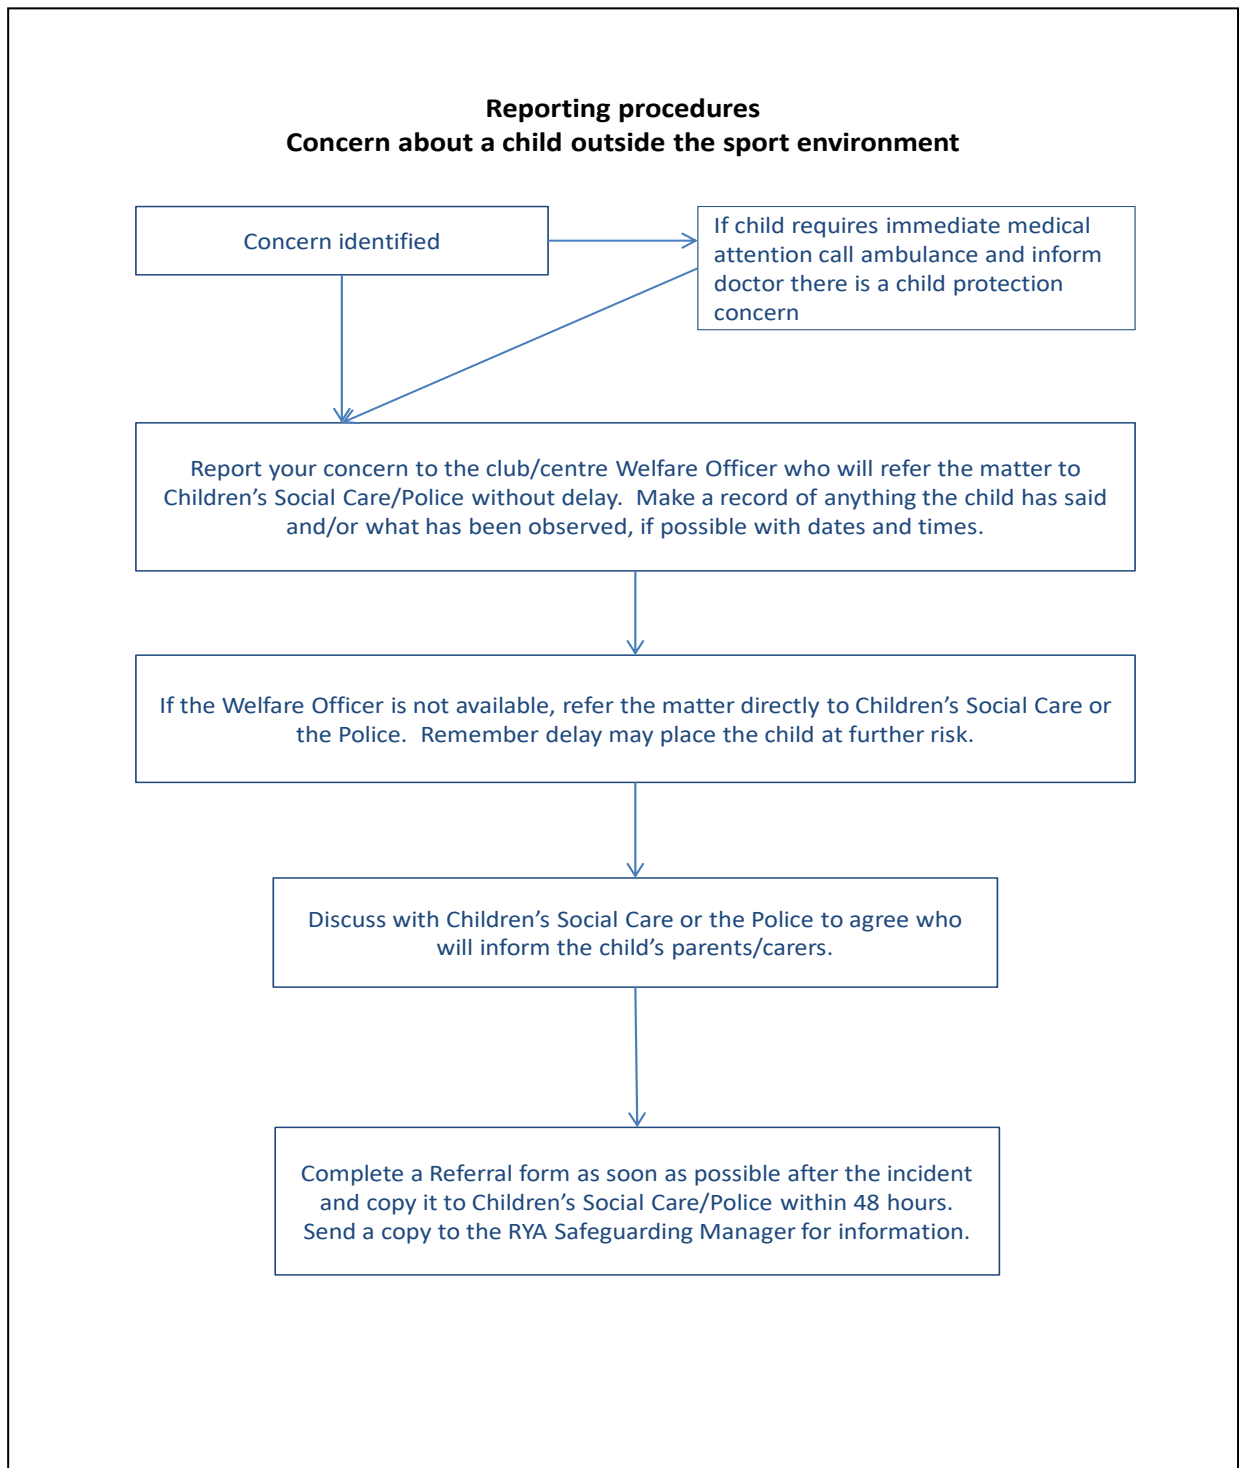 Reporting procedures
Concern about a child outside the sport environment
Concern identified
If child requires immediate medical
attention call ambulance and inform
doctor there is a child protection
concern
Report your concern to the club/centre Welfare Officer who will refer the matter to
Children’s Social Care/Police without delay.  Make a record of anything the child has said
and/or what has been observed, if possible with dates and times.
If the Welfare Officer is not available, refer the matter directly to Children’s Social Care or
the Police.  Remember delay may place the child at further risk.
Discuss with Children’s Social Care or the Police to agree who
will inform the child’s parents/carers.
Complete a Referral form as soon as possible after the incident
and copy it to Children’s Social Care/Police within 48 hours.
Send a copy to the RYA Safeguarding Manager for information.